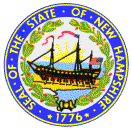 SEAL OF THE STATE OF NEW HAMPSHIRE
1776